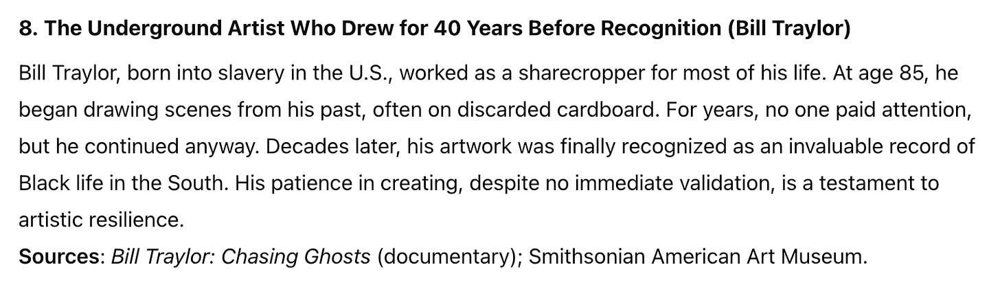 8. The Underground Artist Who Drew for 40 Years Before Recognition (Bill Traylor)
Bill Traylor, born into slavery in the U.S., worked as a sharecropper for most of his life. At age 85, he
began drawing scenes from his past, often on discarded cardboard. For years, no one paid attention,
but he continued anyway. Decades later, his artwork was finally recognized as an invaluable record of
Black life in the South. His patience in creating, despite no immediate validation, is a testament to
artistic resilience.
Sources: Bill Traylor: Chasing Ghosts (documentary); Smithsonian American Art Museum.